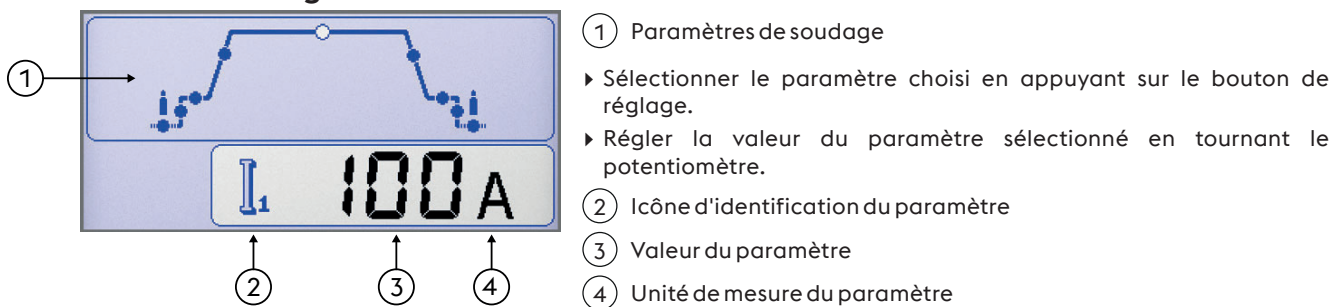 1
I1 100 A
2 3 4
1 Paramètres de soudage
Sélectionner le paramètre choisi en appuyant sur le bouton de
réglage.
Régler la valeur du paramètre sélectionné en tournant le
potentiomètre.
2 Icône d'identification du paramètre
3 Valeur du paramètre
4 Unité de mesure du paramètre